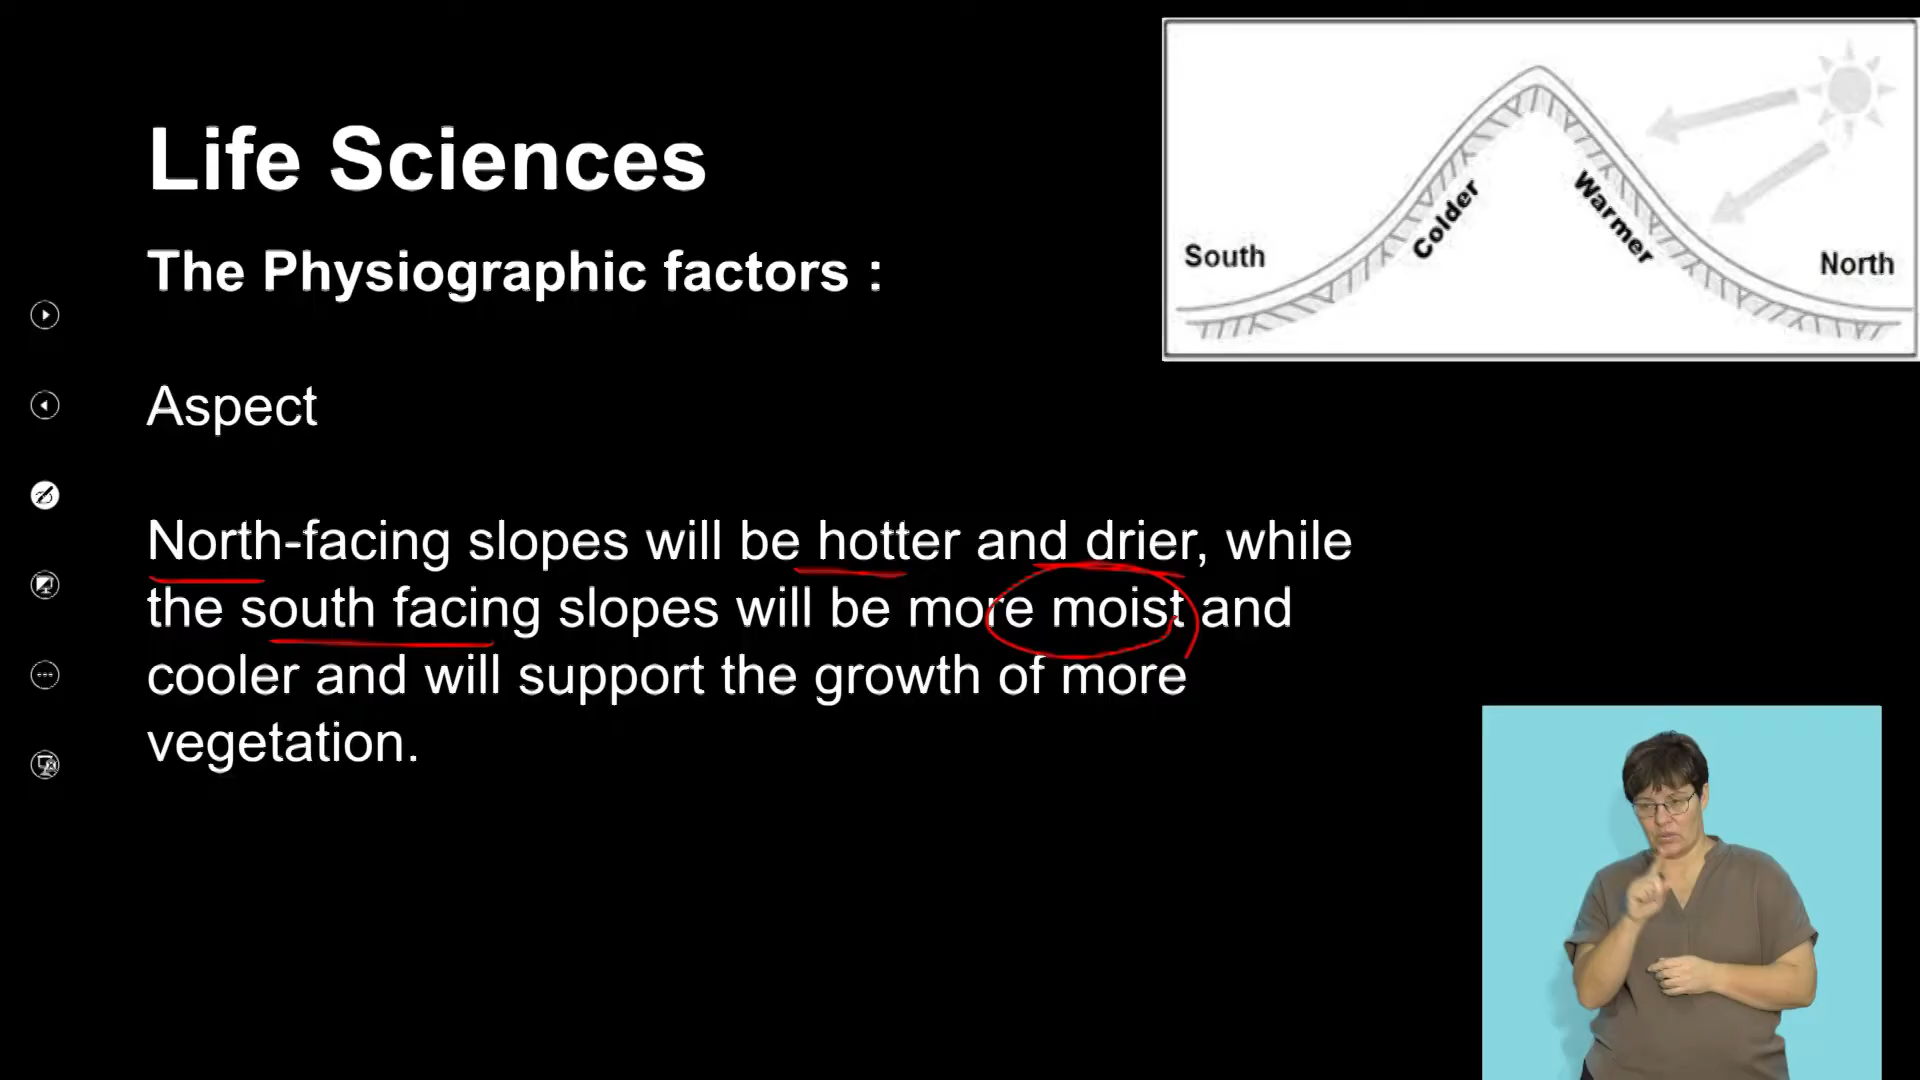 Life Sciences
The Physiographic factors :
Aspect
North-facing slopes will be hotter and drier, while
the south facing slopes will be more moist and
cooler and will support the growth of more
vegetation.
South
Colder
Warmer
North